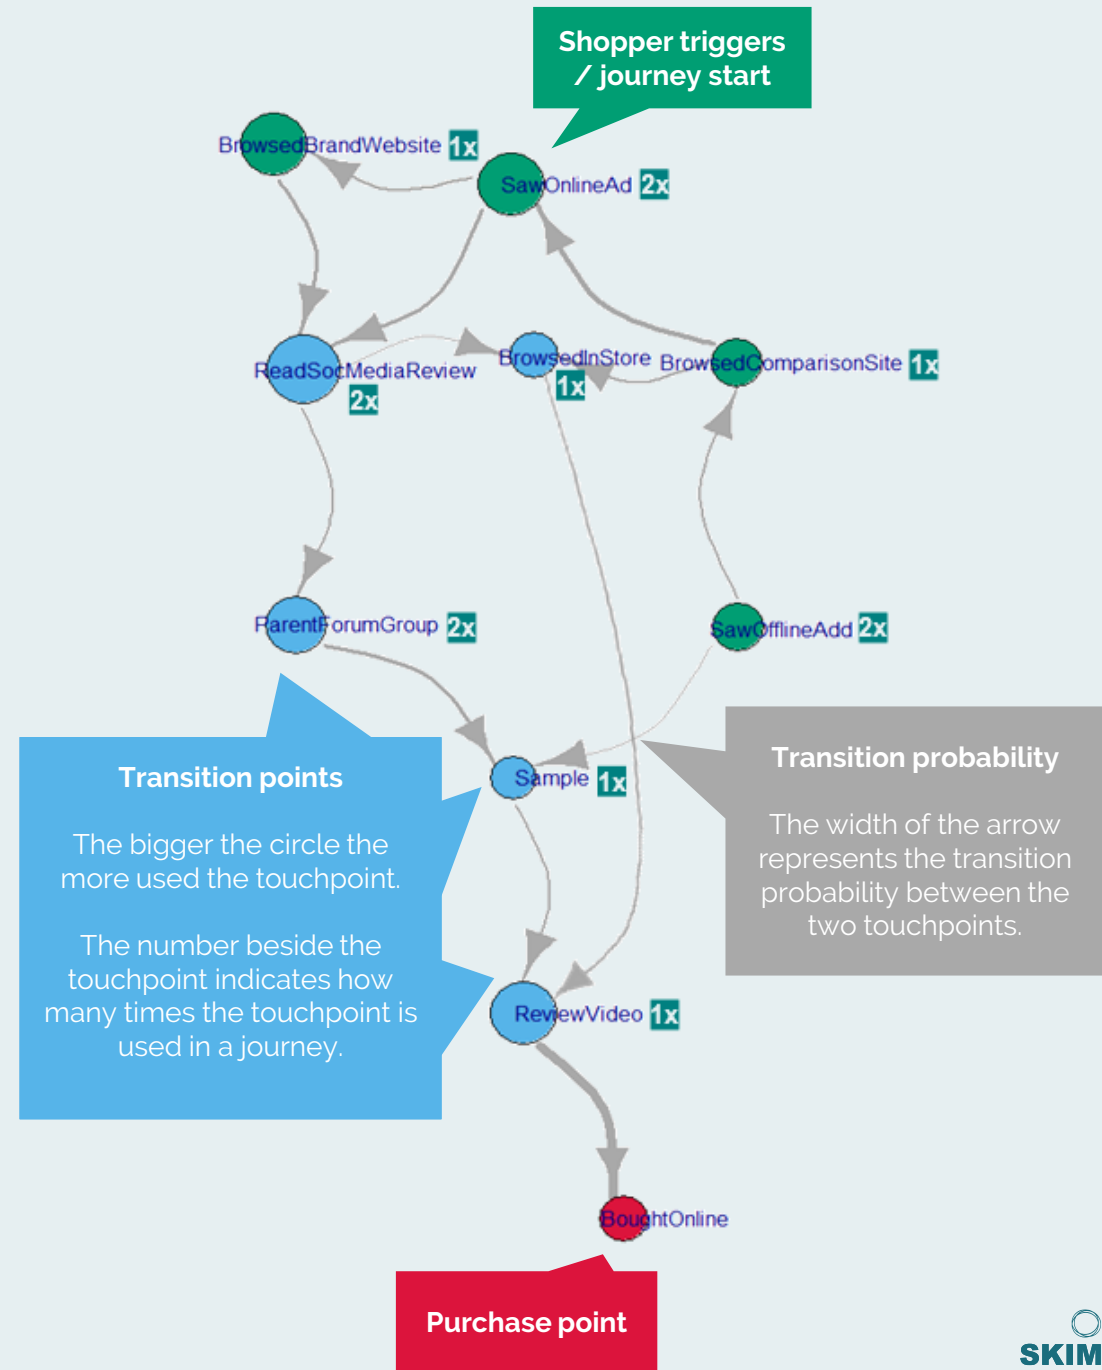 Shopper triggers
/ journey start
BrowsedBrandWebsite 1x
SawOnlineAd 2x
ReadSocMediaReview
2x
BrowsedInStore
1x
BrowsedComparisonSite 1x
ParentForumGroup 2x
SawOfflineAdd 2x
Transition points
The bigger the circle the
more used the touchpoint.
The number beside the
touchpoint indicates how
many times the touchpoint is
used in a journey.
Sample 1x
Transition probability
The width of the arrow
represents the transition
probability between the
two touchpoints.
ReviewVideo 1x
BoughtOnline
Purchase point
SKIM